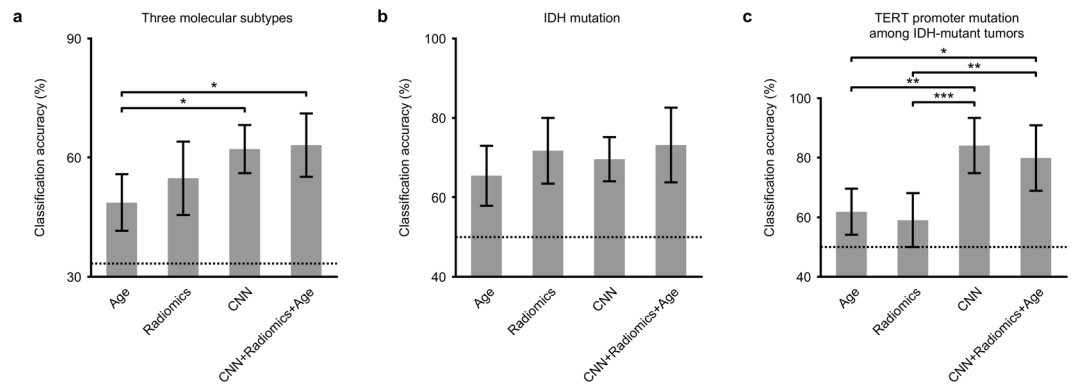 a
Three molecular subtypes
Classification accuracy (%)
90
60
30
*
*
Age
Radiomics
CNN
CNN+Radiomics+Age
b
IDH mutation
Classification accuracy (%)
100
80
60
40
Age
Radiomics
CNN
CNN+Radiomics+Age
c
TERT promoter mutation
among IDH-mutant tumors
Classification accuracy (%)
100
80
60
40
*
**
**
***
Age
Radiomics
CNN
CNN+Radiomics+Age